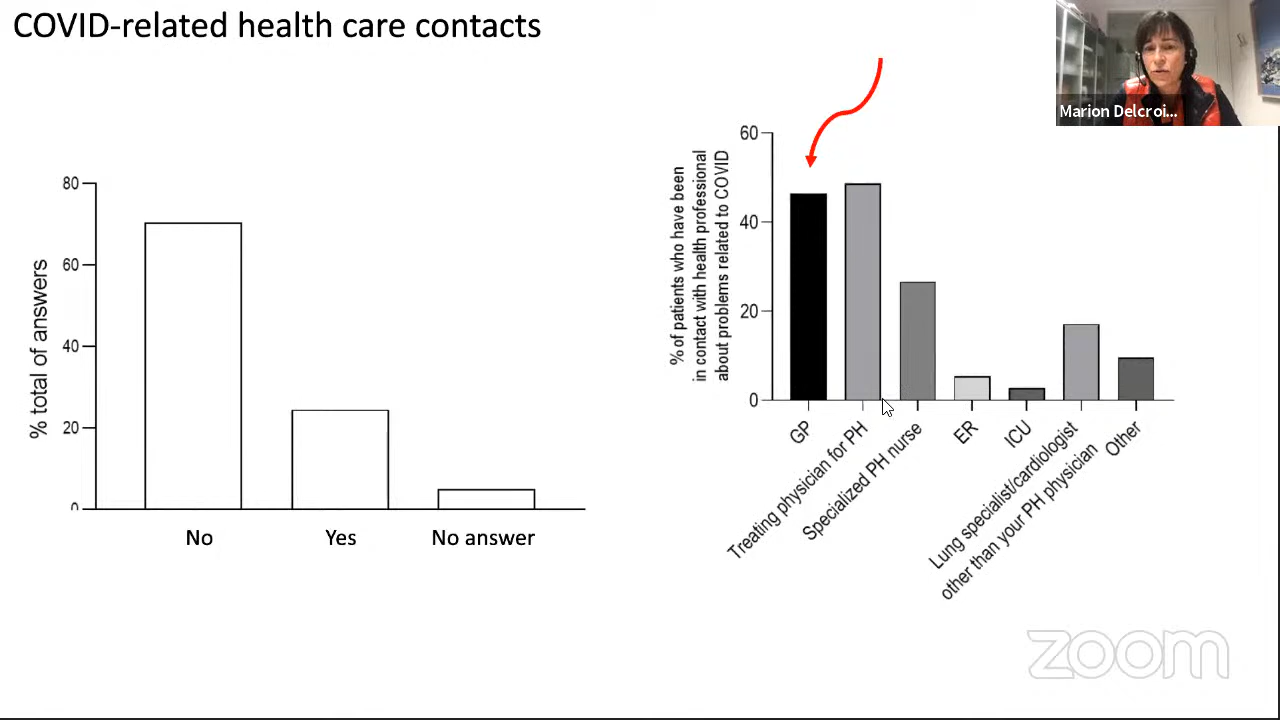 COVID-related health care contacts
Marion Delcroi...
% total of answers
80
60
40
20
0
No
Yes
No answer
% of patients who have been
in contact with health professional
about problems related to COVID
60
40
20
0
GP
Treating physician for PH
Specialized PH nurse
ER
ICU
Lung specialist/cardiologist
other than your PH physician
Other
zoom